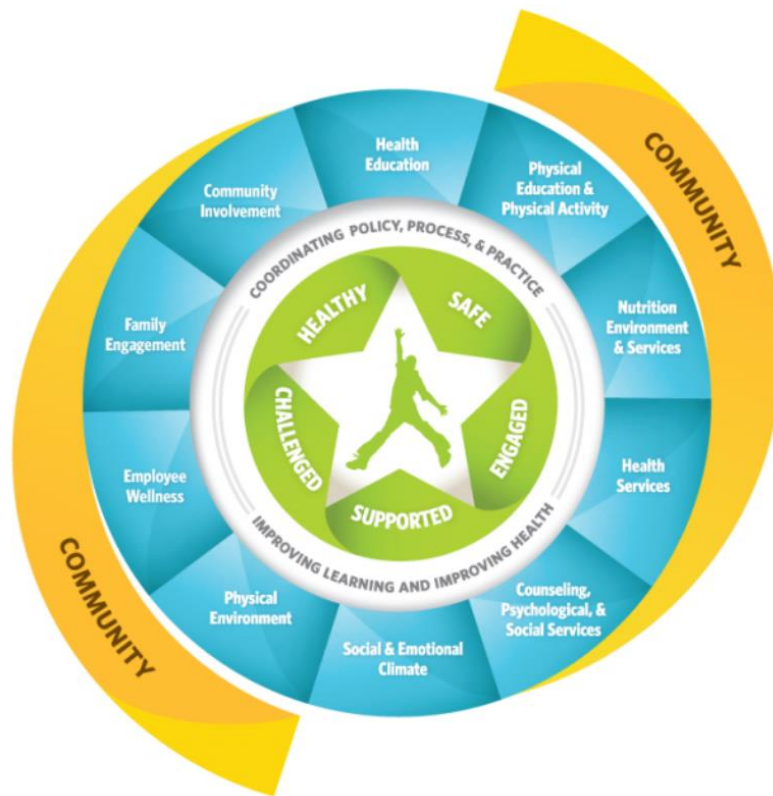 COMMUNITY
Health
Education
Physical
Education &
Physical Activity
Nutrition
Environment
& Services
Health
Services
Counseling,
Psychological, &
Social Services
Social & Emotional
Climate
Physical
Environment
Employee
Wellness
Family
Engagement
Community
Involvement
COORDINATING POLICY, PROCESS, & PRACTICE
IMPROVING LEARNING AND IMPROVING HEALTH
HEALTHY
SAFE
ENGAGED
SUPPORTED
CHALLENGED
COMMUNITY